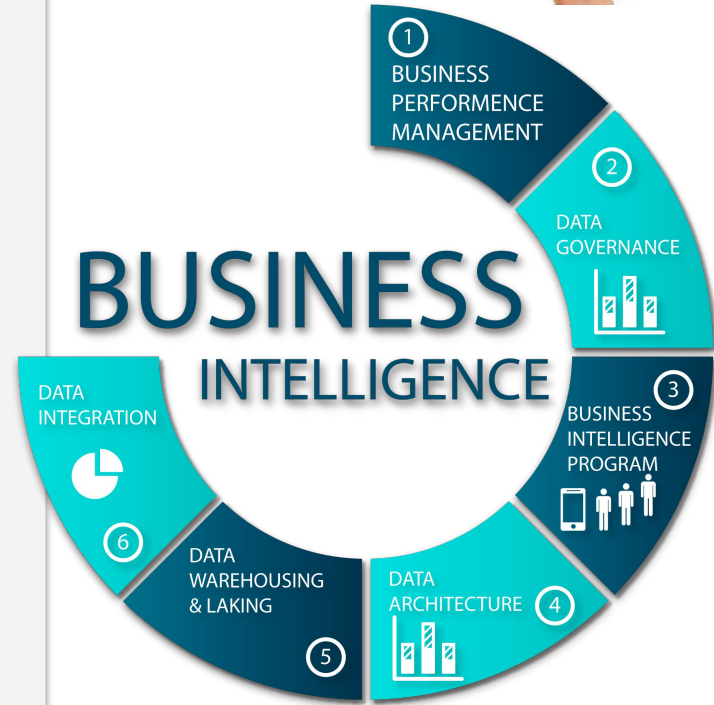 BUSINESS
INTELLIGENCE
1
BUSINESS
PERFORMENCE
MANAGEMENT
2
DATA
GOVERNANCE
3
BUSINESS
INTELLIGENCE
PROGRAM
DATA
ARCHITECTURE 4
DATA
WAREHOUSING
& LAKING
5
DATA
INTEGRATION
6